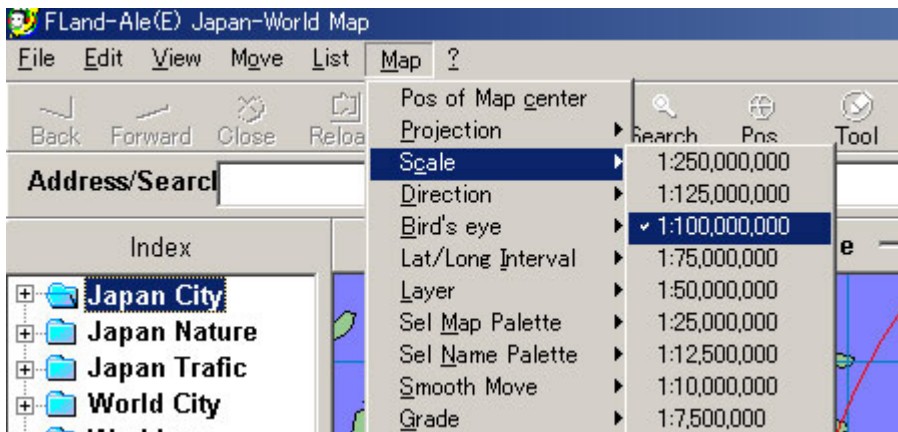 FLand-Ale(E) Japan-World Map
File Edit View Move List Map ?
Back Forward Close Reloa Search Pos Tool
Address/Searcl
Index
Japan City
Japan Nature
Japan Trafic
World City
Pos of Map center
Projection
Scale
Direction
Bird's eye
Lat/Long Interval
Layer
Sel Map Palette
Sel Name Palette
Smooth Move
Grade
1:250,000,000
1:125,000,000
1:100,000,000
1:75,000,000
1:50,000,000
1:25,000,000
1:12,500,000
1:10,000,000
1:7,500,000
e